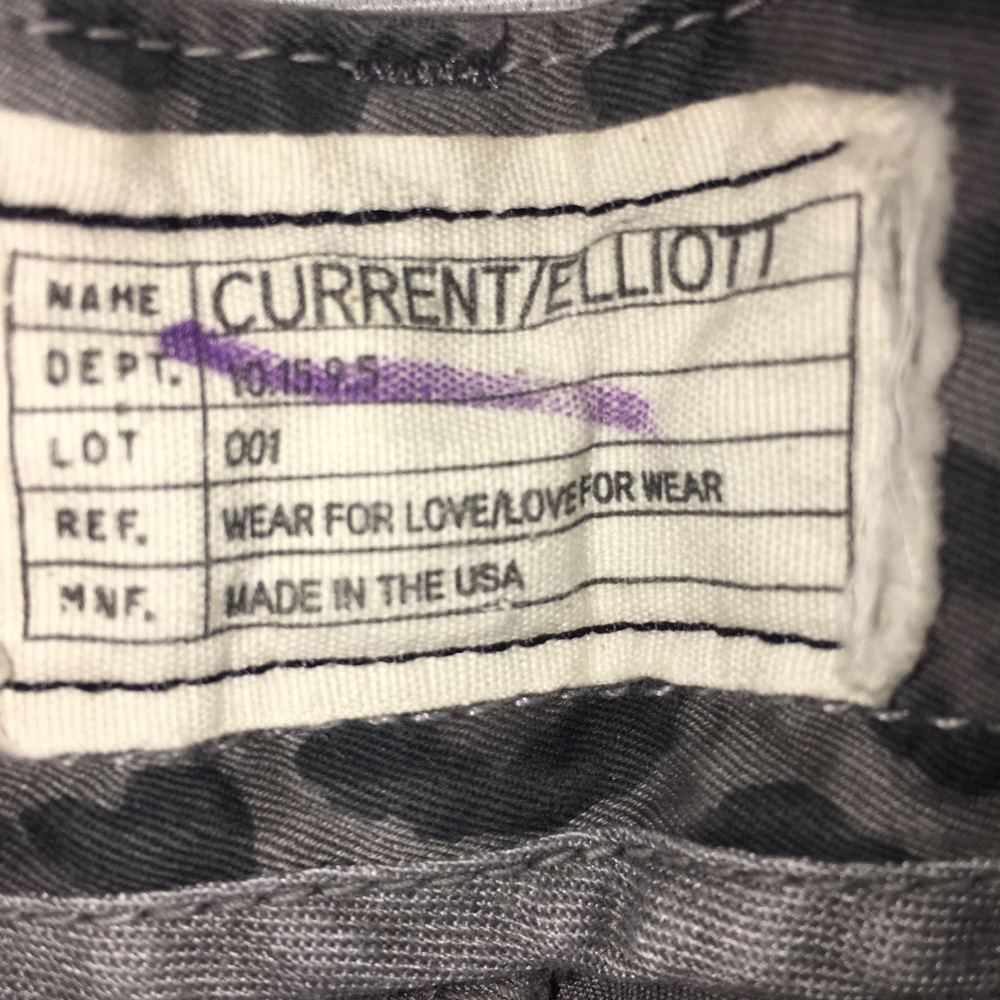 NAME CURRENT/ELLIOTT
DEPT. 10.15.9.5
LOT 001
REF. WEAR FOR LOVE/LOVE FOR WEAR
MNF. MADE IN THE USA